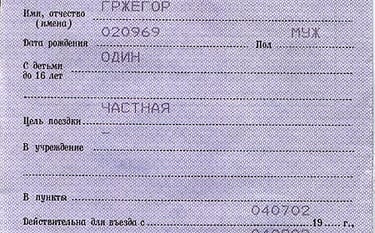 ГРЖЕГОР
Имя, отчество
(имена)
020969 МУЖ
Дата рождения Пол
ОДИН
С детьми
до 16 лет
ЧАСТНАЯ
Цель поездки
–
В учреждение
В пункты
040702
Действительна для въезда с 19 г.,